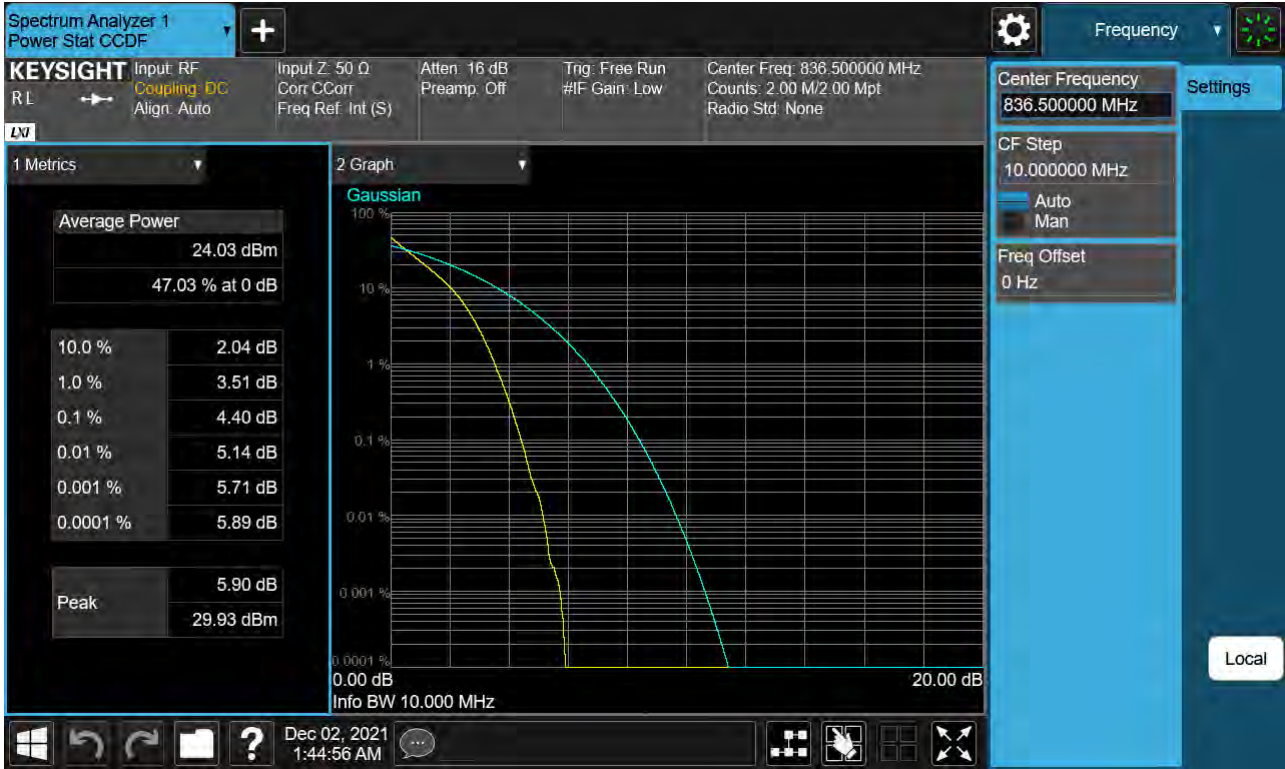 Spectrum Analyzer 1
Power Stat CCDF
Frequency
KEYSIGHT
R L
LXI
Input: RF
Coupling: DC
Align: Auto
Input Z: 50 Ω
Corr CCorr
Freq Ref: Int (S)
Atten: 16 dB
Preamp: Off
Trig: Free Run
#IF Gain: Low
Center Freq: 836.500000 MHz
Counts: 2.00 M/2.00 Mpt
Radio Std: None
Center Frequency
836.500000 MHz
Settings
CF Step
10.000000 MHz
Auto
Man
Freq Offset
0 Hz
Local
1 Metrics
Average Power
24.03 dBm
47.03 % at 0 dB
10.0 % 2.04 dB
1.0 % 3.51 dB
0.1 % 4.40 dB
0.01 % 5.14 dB
0.001 % 5.71 dB
0.0001 % 5.89 dB
Peak 5.90 dB
29.93 dBm
2 Graph
Gaussian
100 %
10 %
1 %
0.1 %
0.01 %
0.001 %
0.0001 %
0.00 dB 20.00 dB
Info BW 10.000 MHz
?
Dec 02, 2021
1:44:56 AM